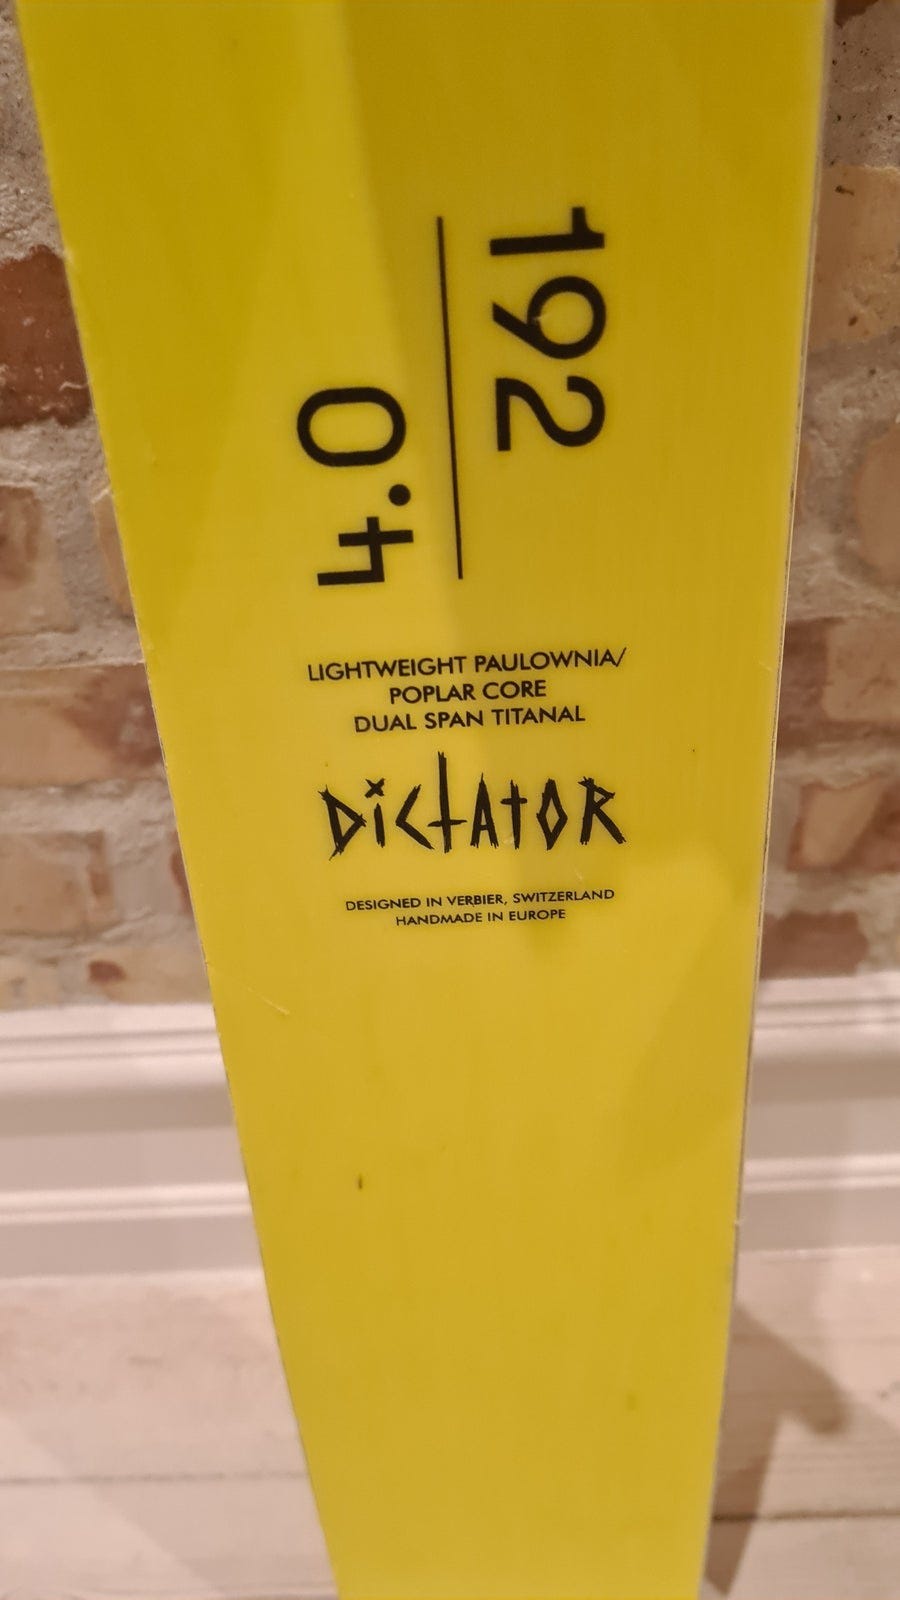 192
4.0
LIGHTWEIGHT PAULOWNIA/
POPLAR CORE
DUAL SPAN TITANAL
DICTATOR
DESIGNED IN VERBIER, SWITZERLAND
HANDMADE IN EUROPE